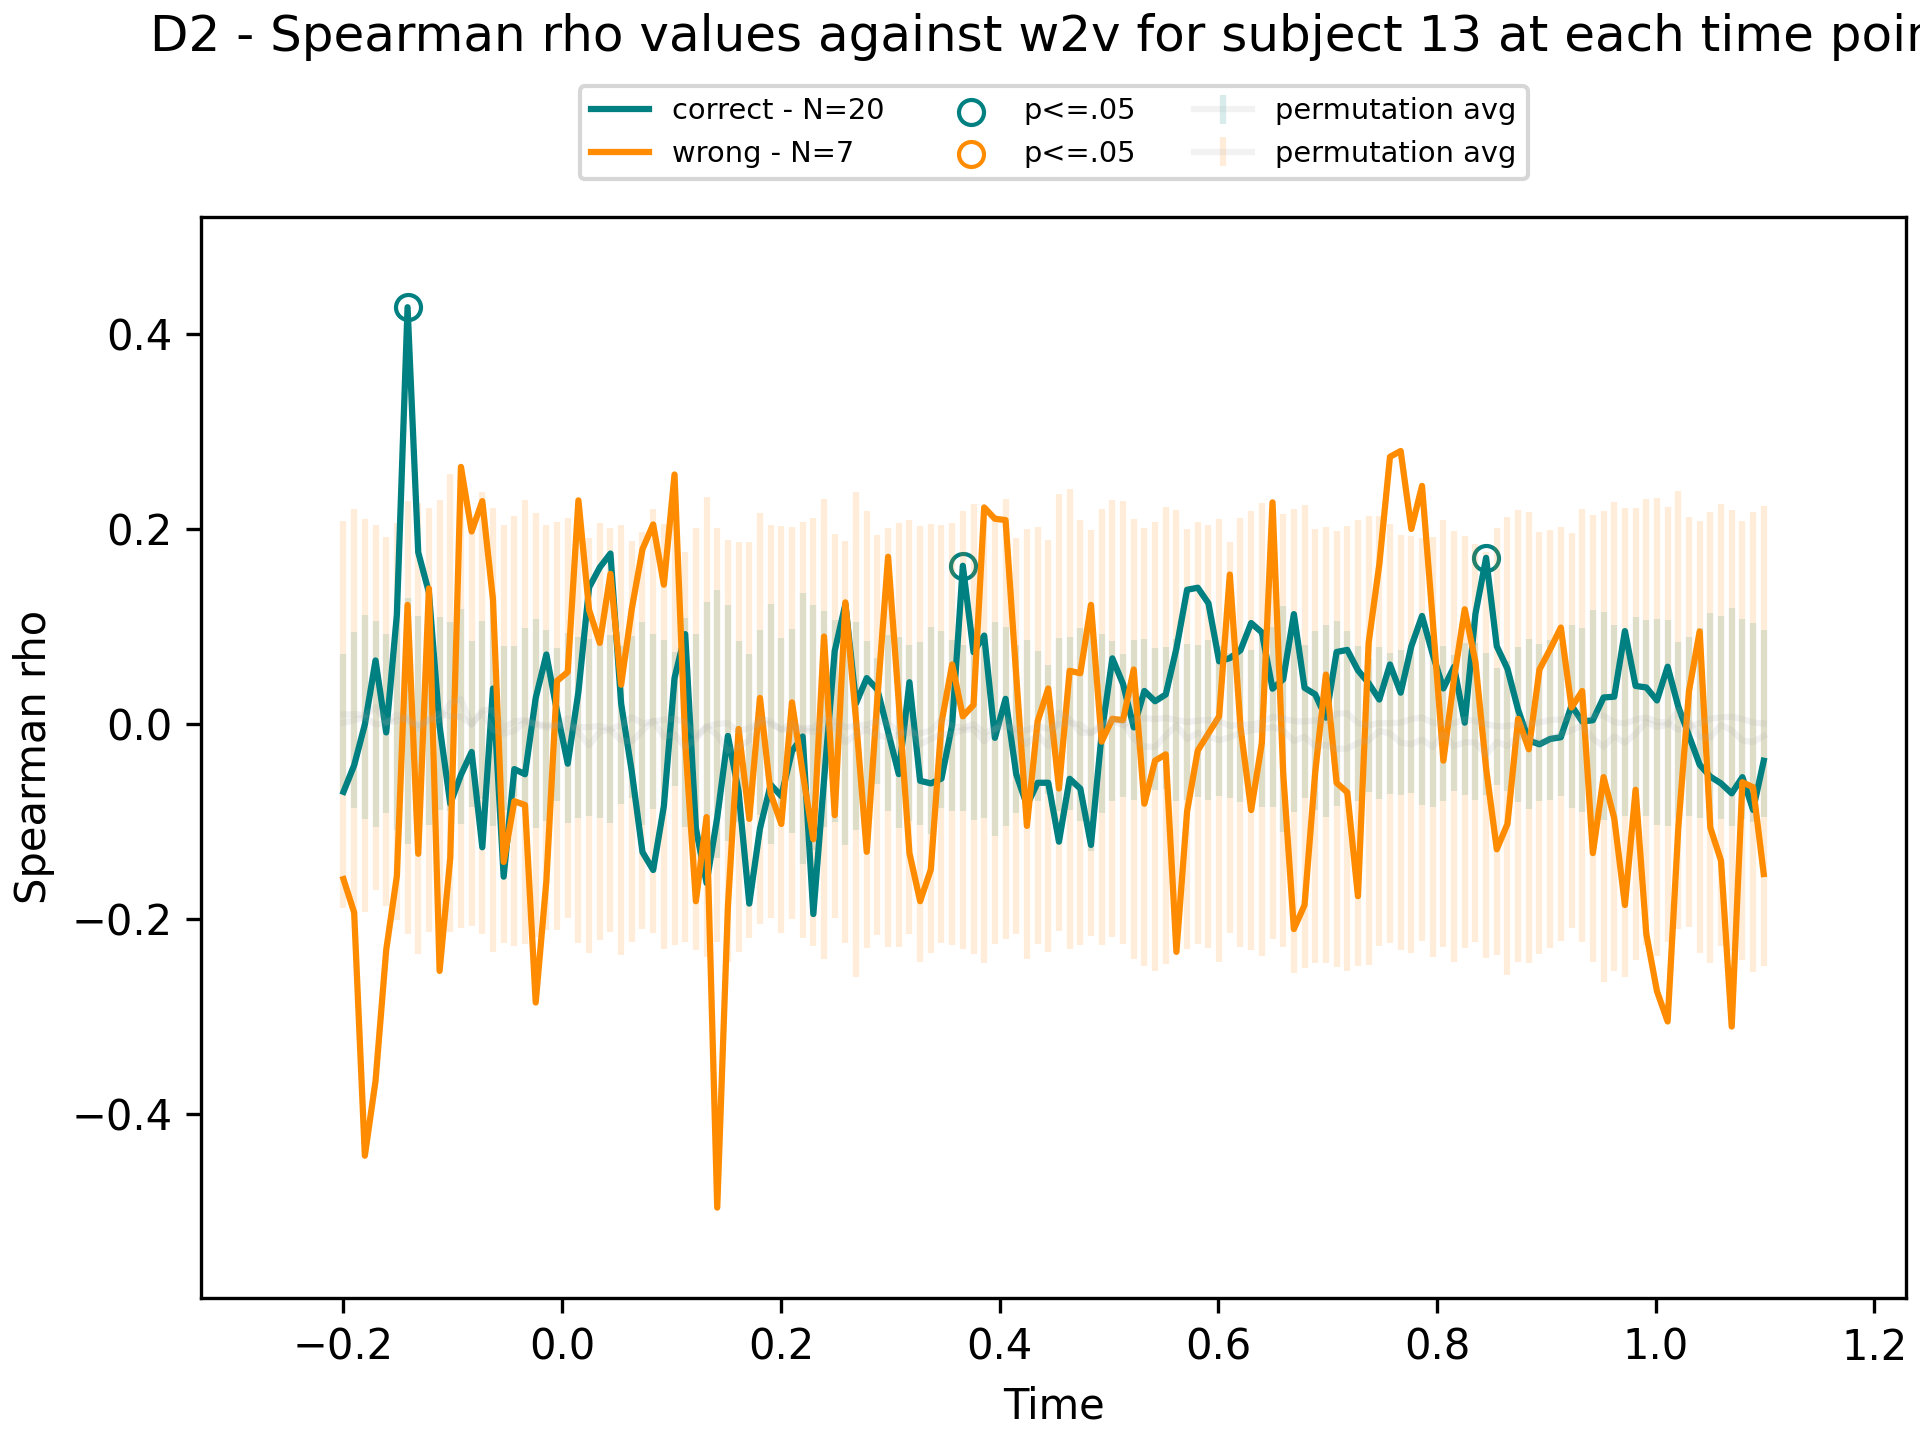 D2 - Spearman rho values against w2v for subject 13 at each time poin
correct - N=20 p<=.05 permutation avg
wrong - N=7 p<=.05 permutation avg
Spearman rho
0.4
0.2
0.0
−0.2
−0.4
−0.2 0.0 0.2 0.4 0.6 0.8 1.0 1.2
Time